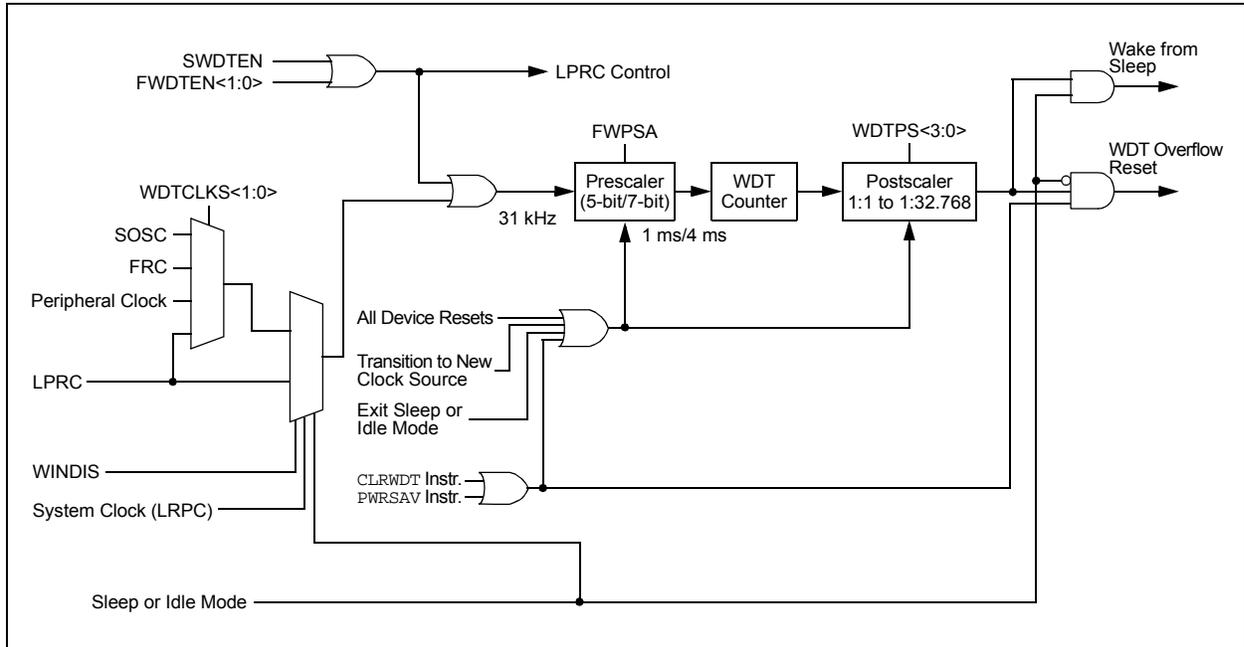 SWDTEN
FWDTEN<1:0>
LPRC Control
Wake from
Sleep
FWPSA
WDTPS<3:0>
WDT Overflow
Reset
Prescaler
(5-bit/7-bit)
WDT
Counter
Postscaler
1:1 to 1:32.768
WDTCLKS<1:0>
31 kHz
1 ms/4 ms
SOSC
FRC
Peripheral Clock
LPRC
All Device Resets
Transition to New
Clock Source
Exit Sleep or
Idle Mode
WINDIS
CLRWDT Instr.
PWRSAV Instr.
System Clock (LRPC)
Sleep or Idle Mode